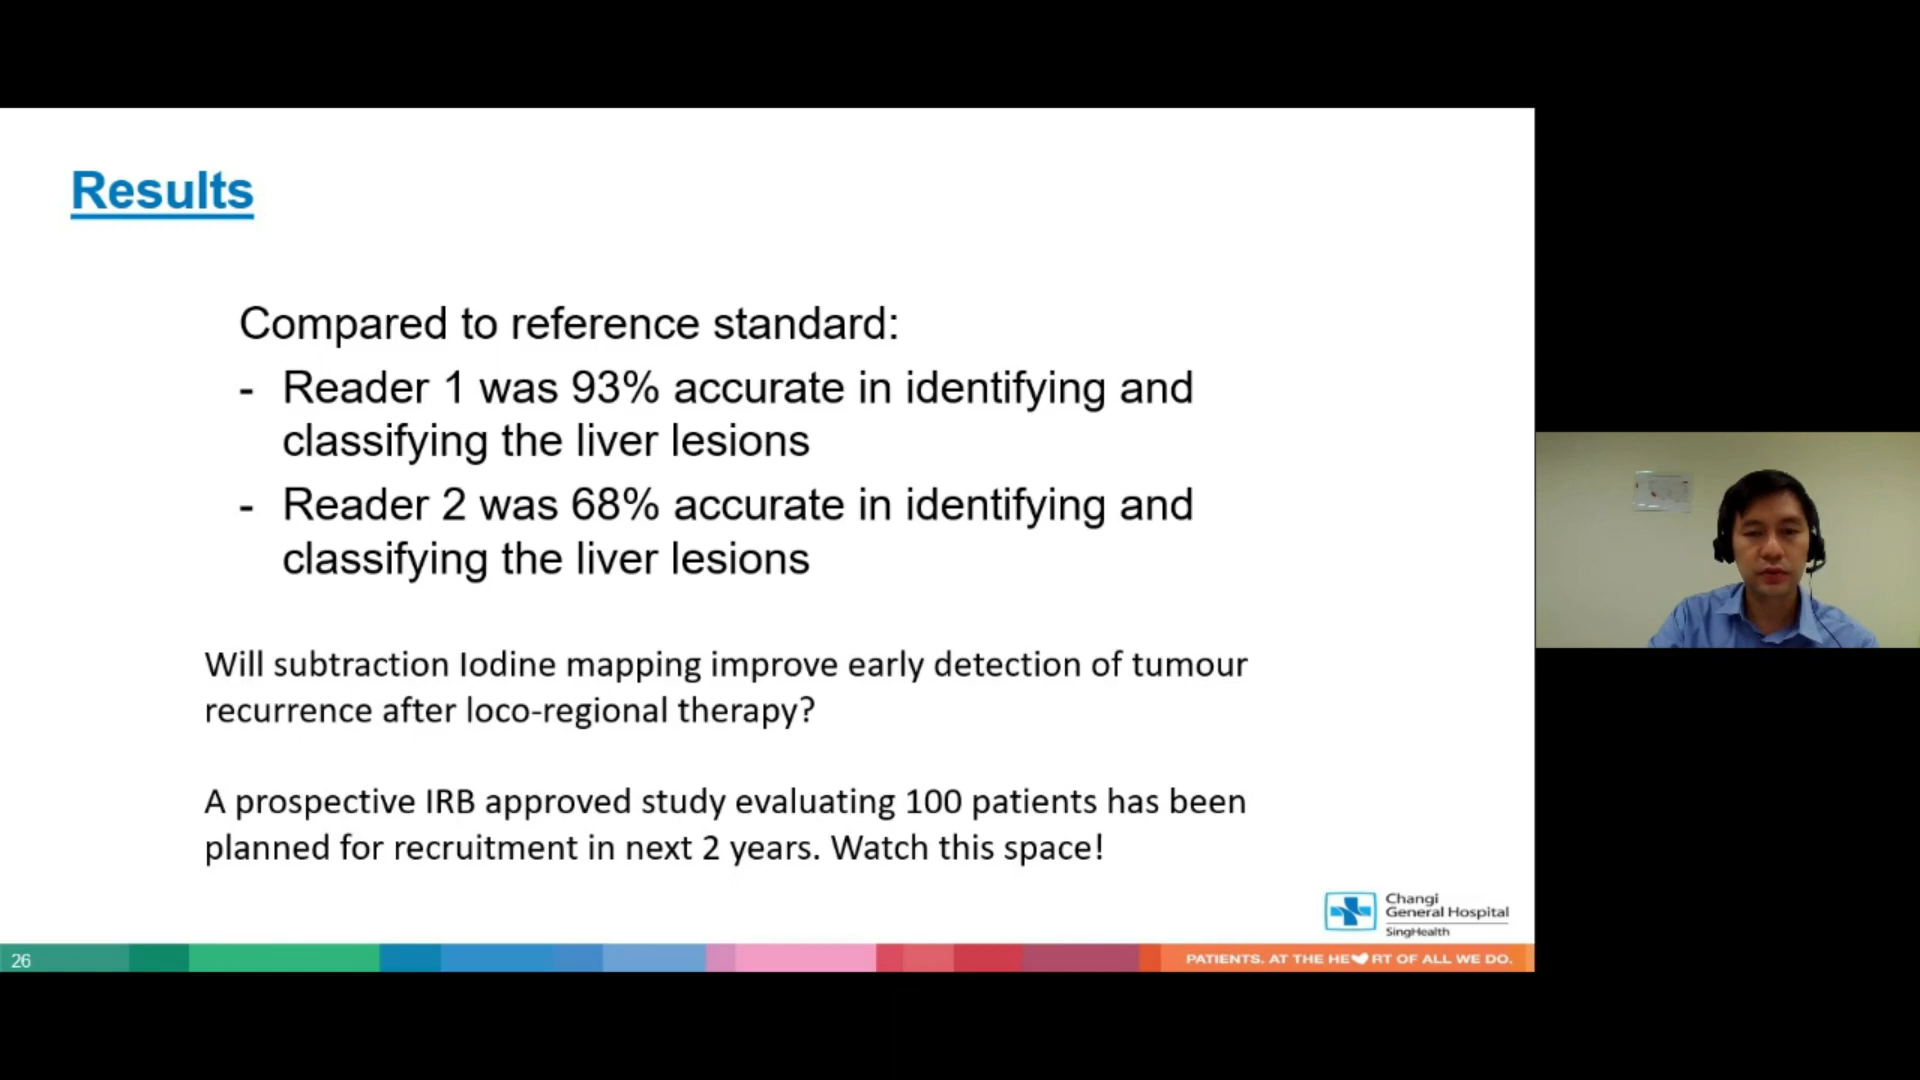 Results
Compared to reference standard:
- Reader 1 was 93% accurate in identifying and
classifying the liver lesions
- Reader 2 was 68% accurate in identifying and
classifying the liver lesions
Will subtraction Iodine mapping improve early detection of tumour
recurrence after loco-regional therapy?
A prospective IRB approved study evaluating 100 patients has been
planned for recruitment in next 2 years. Watch this space!
Changi
General Hospital
SingHealth
26
PATIENTS. AT THE HE❤RT OF ALL WE DO.